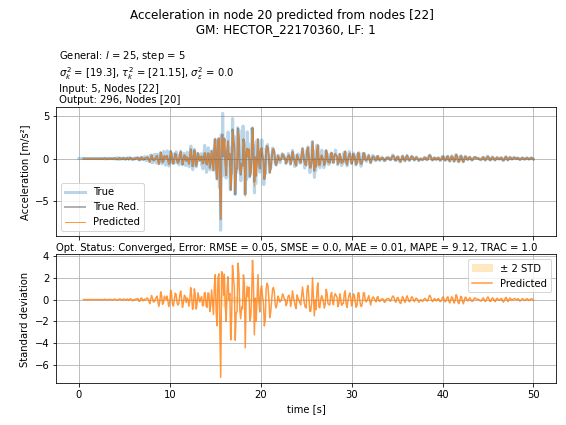 Acceleration in node 20 predicted from nodes [22]
GM: HECTOR_22170360, LF: 1
General: l = 25, step = 5
σ²ₖ = [19.3], τ²ₖ = [21.15], σ²ε = 0.0
Input: 5, Nodes [22]
Output: 296, Nodes [20]
Acceleration [m/s²]
5
0
−5
True
True Red.
Predicted
Opt. Status: Converged, Error: RMSE = 0.05, SMSE = 0.0, MAE = 0.01, MAPE = 9.12, TRAC = 1.0
Standard deviation
4
2
0
−2
−4
−6
± 2 STD
Predicted
0 10 20 30 40 50
time [s]